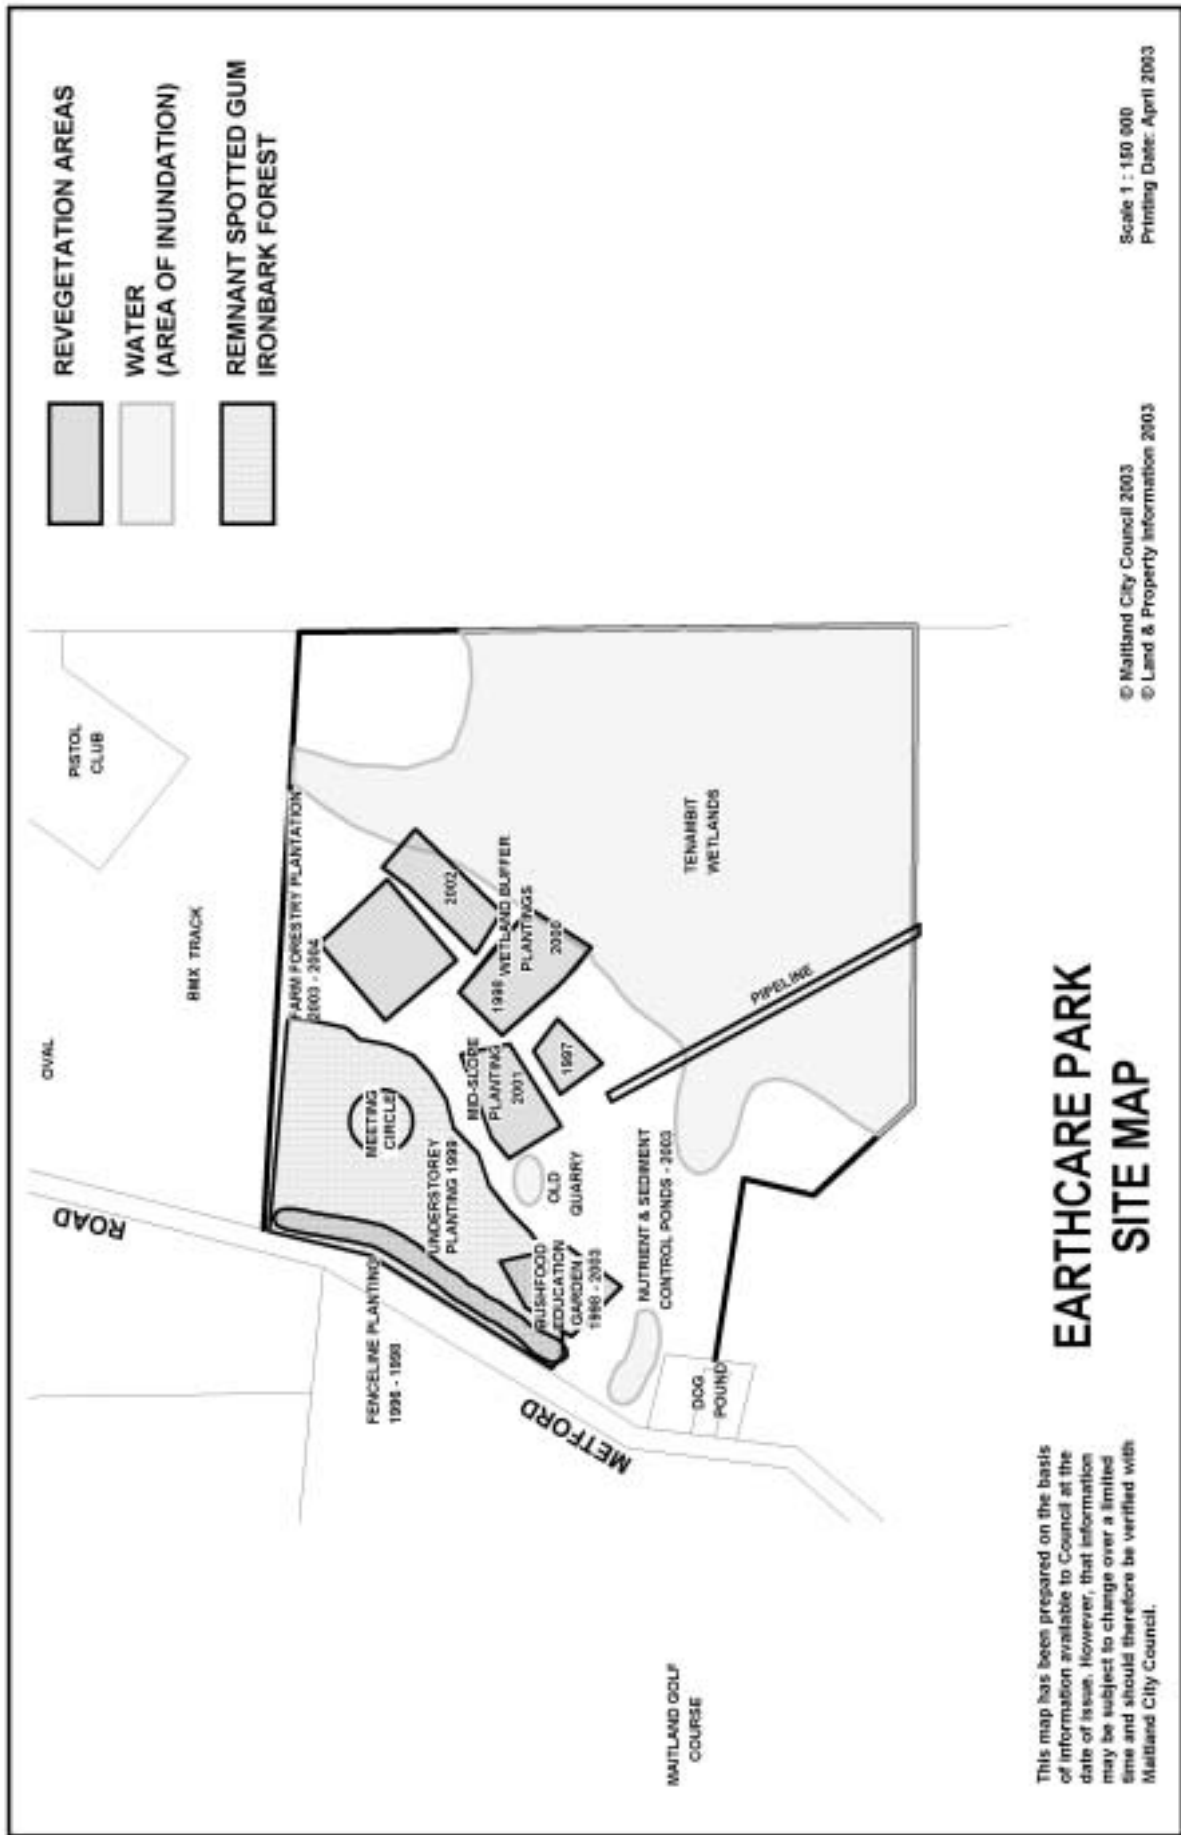 REVEGETATION AREAS
WATER
(AREA OF INUNDATION)
REMNANT SPOTTED GUM
IRONBARK FOREST
OVAL
BMX TRACK
PISTOL
CLUB
ROAD
FARM FORESTRY PLANTATION
2003 - 2004
MEETING
CIRCLE
UNDERSTOREY
PLANTING 1999
FENCELINE PLANTING
1996 - 1998
MID-SLOPE
PLANTING
2001
1998
WETLAND BUFFER
PLANTINGS
2000
2002
1997
OLD
QUARRY
BUSHFOOD
EDUCATION
GARDEN
1998 - 2003
NUTRIENT & SEDIMENT
CONTROL PONDS - 2003
PIPELINE
TENAMBIT
WETLANDS
METFORD
DOG
POUND
MAITLAND GOLF
COURSE
EARTHCARE PARK
SITE MAP
This map has been prepared on the basis
of information available to Council at the
date of issue. However, that information
may be subject to change over a limited
time and should therefore be verified with
Maitland City Council.
© Maitland City Council 2003
© Land & Property Information 2003
Scale 1 : 150 000
Printing Date: April 2003